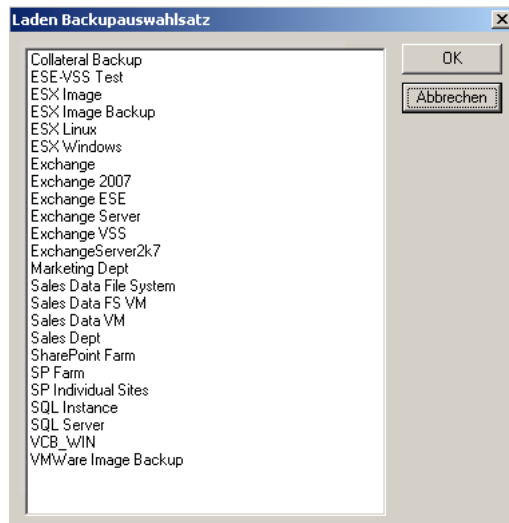 Laden Backupauswahlsatz
Collateral Backup
ESE-VSS Test
ESX Image
ESX Image Backup
ESX Linux
ESX Windows
Exchange
Exchange 2007
Exchange ESE
Exchange Server
Exchange VSS
ExchangeServer2k7
Marketing Dept
Sales Data File System
Sales Data FS VM
Sales Data VM
Sales Dept
SharePoint Farm
SP Farm
SP Individual Sites
SQL Instance
SQL Server
VCB_WIN
VMWare Image Backup
OK
Abbrechen